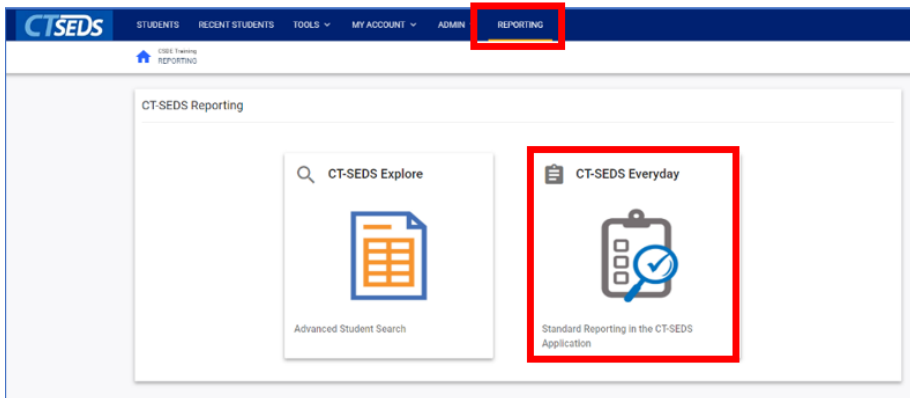 CTSEDS STUDENTS RECENT STUDENTS TOOLS MY ACCOUNT ADMIN REPORTING
CSDE Training
REPORTING
CT-SEDS Reporting
CT-SEDS Explore
Advanced Student Search
CT-SEDS Everyday
Standard Reporting in the CT-SEDS
Application